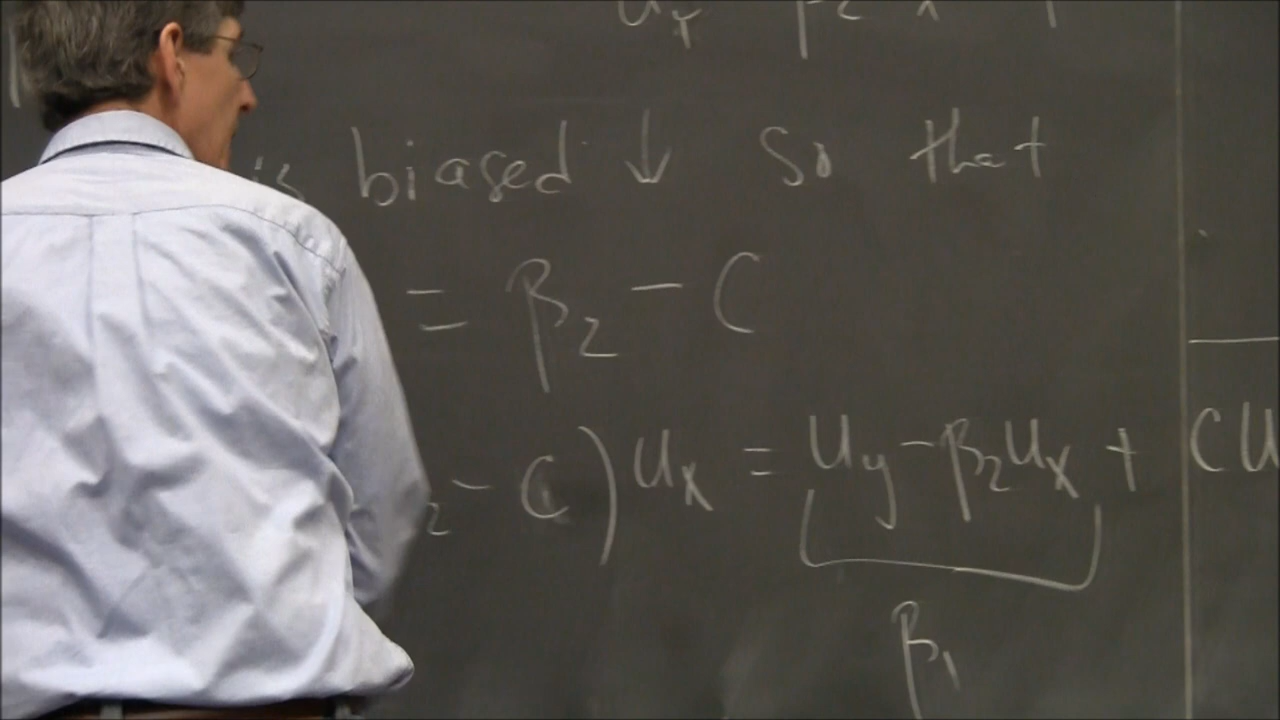 is biased ↓ so that
= β₂ - C
₂ - C) Ux = Uy - β₂Ux + CU
β₁